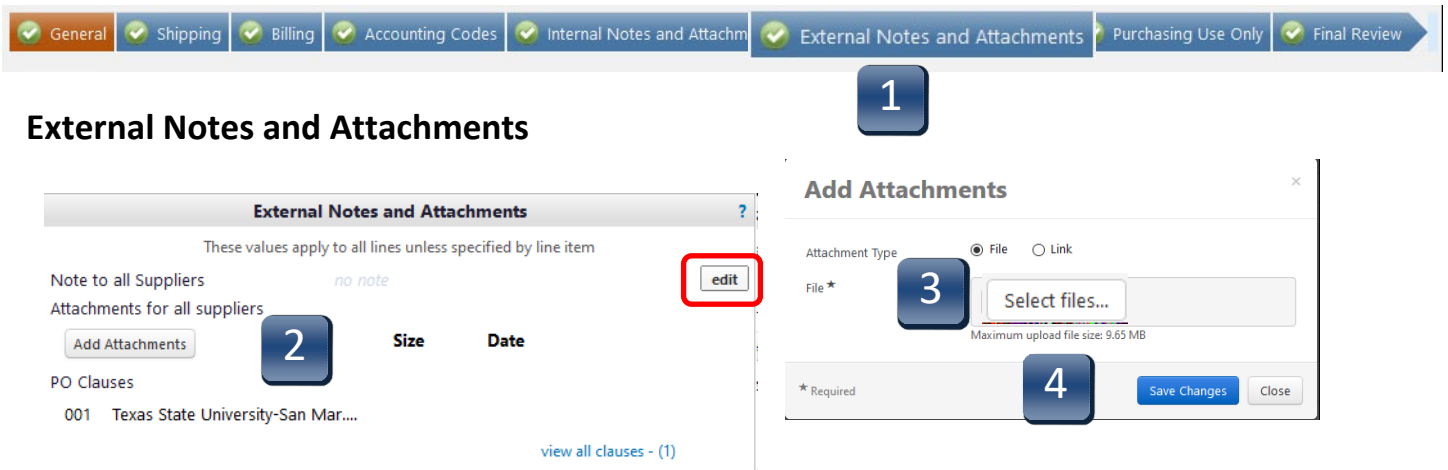 General Shipping Billing Accounting Codes Internal Notes and Attachm External Notes and Attachments Purchasing Use Only Final Review
1
External Notes and Attachments
External Notes and Attachments ?
These values apply to all lines unless specified by line item
Note to all Suppliers no note edit
Attachments for all suppliers
Add Attachments 2 Size Date
PO Clauses
001 Texas State University-San Mar....
view all clauses - (1)
Add Attachments ×
Attachment Type File Link
File ★ 3 Select files...
Maximum upload file size: 9.65 MB
★ Required 4 Save Changes Close